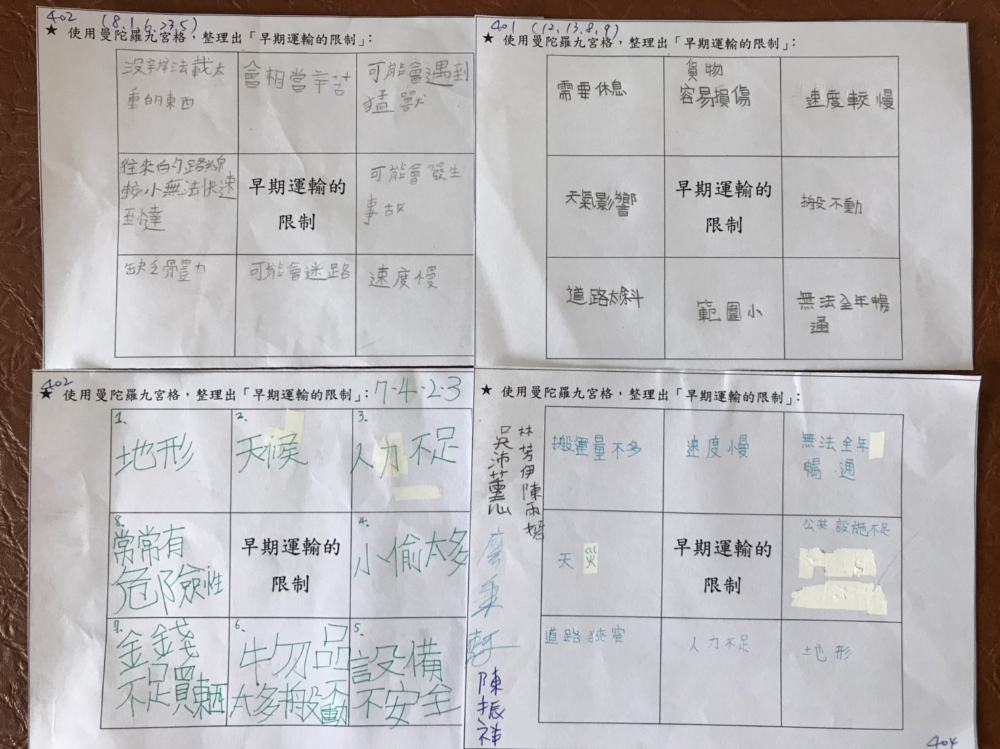 402 (8.1.6.23.5)
★ 使用曼陀羅九宮格，整理出「早期運輸的限制」：
沒辦法載太
重的東西
會相當辛苦
可能會遇到
猛獸
往來的路線
較小無法快速
到達
早期運輸的
限制
可能會發生
事故
缺乏體力
可能會迷路
速度慢
401 (12.13.8.9)
★ 使用曼陀羅九宮格，整理出「早期運輸的限制」：
需要休息
貨物
容易損傷
速度較慢
天氣影響
早期運輸的
限制
搬不動
道路太斜
範圍小
無法全年暢
通
402
★ 使用曼陀羅九宮格，整理出「早期運輸的限制」：7.4.2.3
1.
地形
2.
天候
3.
人力不足
8.
常常有
危險性
早期運輸的
限制
4.
小偷太多
7.
金錢
不足買東西
6.
物品
太多搬不動
5.
設備
不安全
★ 使用曼陀羅九宮格，整理出「早期運輸的限制」：
林芳伊陳雨嫣
吳沛
陳振祥
搬運量不多
速度慢
無法全年
暢通
天災
早期運輸的
限制
公共設施不足
道路狹窄
人力不足
地形
404